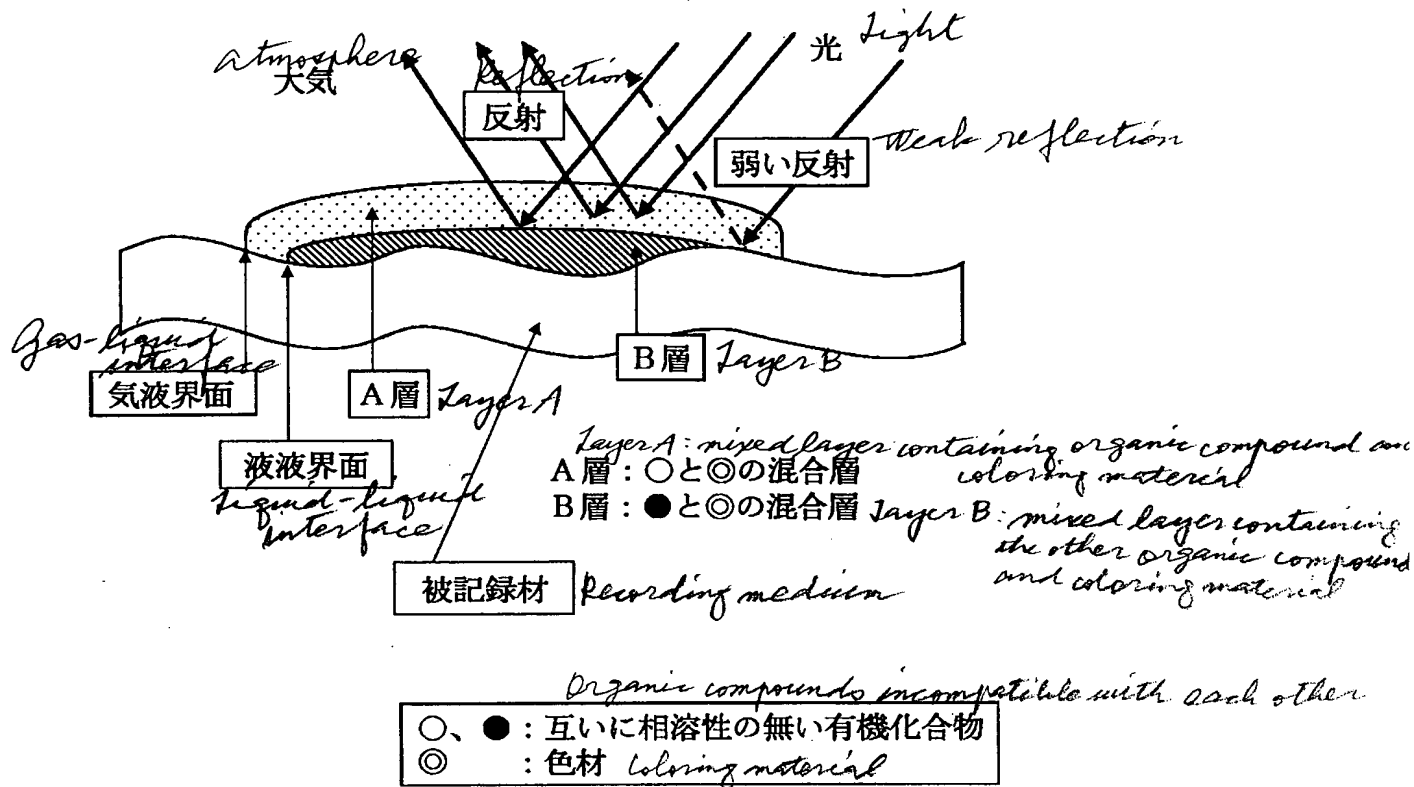 atmosphere
大気
Reflection
反射
光 Light
Weak reflection
弱い反射
Gas-liquid
interface
気液界面
A層 Layer A
B層 Layer B
液液界面
Liquid-liquid
interface
Layer A: mixed layer containing organic compound an
coloring material
A層：○と◎の混合層
B層：●と◎の混合層 Layer B: mixed layer containing
the other organic compound
and coloring material
被記録材 Recording medium
Organic compounds incompatible with each other
○、●：互いに相溶性の無い有機化合物
◎：色材 Coloring material